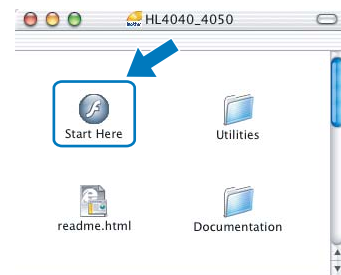 HL4040_4050
Start Here
Utilities
readme.html
Documentation